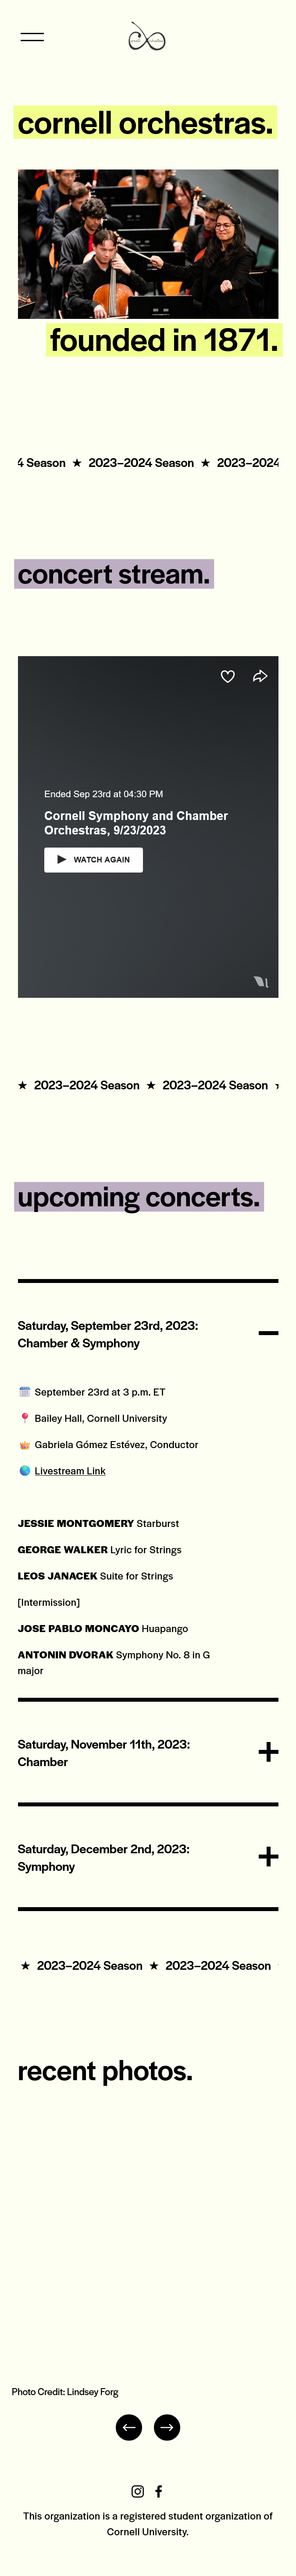 cornell orchestras.
founded in 1871.
4 Season ★ 2023–2024 Season ★ 2023–2024
concert stream.
Ended Sep 23rd at 04:30 PM
Cornell Symphony and Chamber
Orchestras, 9/23/2023
WATCH AGAIN
★ 2023–2024 Season ★ 2023–2024 Season
upcoming concerts.
Saturday, September 23rd, 2023:
Chamber & Symphony
September 23rd at 3 p.m. ET
Bailey Hall, Cornell University
Gabriela Gómez Estévez, Conductor
Livestream Link
JESSIE MONTGOMERY Starburst
GEORGE WALKER Lyric for Strings
LEOS JANACEK Suite for Strings
[Intermission]
JOSE PABLO MONCAYO Huapango
ANTONIN DVORAK Symphony No. 8 in G
major
Saturday, November 11th, 2023:
Chamber
Saturday, December 2nd, 2023:
Symphony
★ 2023–2024 Season ★ 2023–2024 Season
recent photos.
Photo Credit: Lindsey Forg
This organization is a registered student organization of
Cornell University.